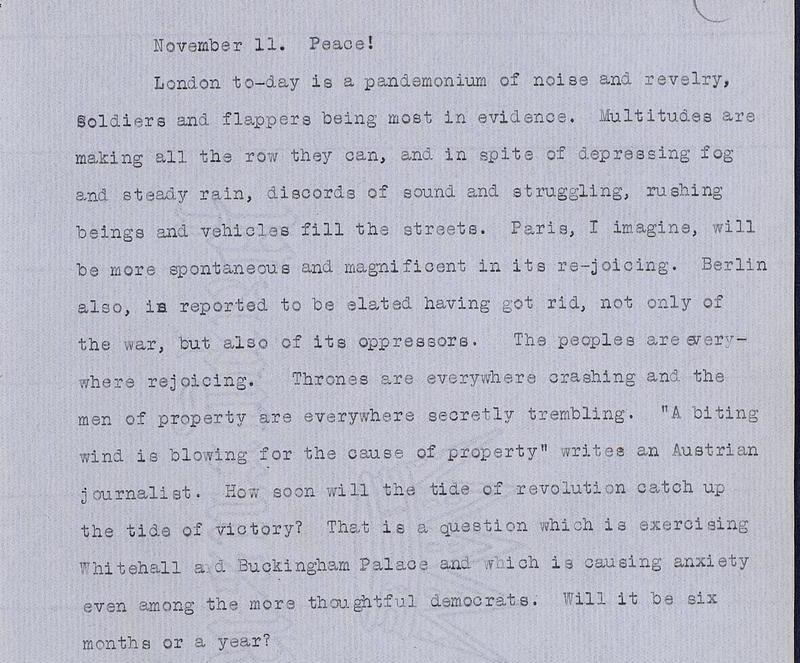 November 11. Peace!
London to-day is a pandemonium of noise and revelry,
Soldiers and flappers being most in evidence. Multitudes are
making all the row they can, and in spite of depressing fog
and steady rain, discords of sound and struggling, rushing
beings and vehicles fill the streets. Paris, I imagine, will
be more spontaneous and magnificent in its re-joicing. Berlin
also, is reported to be elated having got rid, not only of
the war, but also of its oppressors. The peoples are every-
where rejoicing. Thrones are everywhere crashing and the
men of property are everywhere secretly trembling. "A biting
wind is blowing for the cause of property" writes an Austrian
journalist. How soon will the tide of revolution catch up
the tide of victory? That is a question which is exercising
Whitehall and Buckingham Palace and which is causing anxiety
even among the more thoughtful democrats. Will it be six
months or a year?